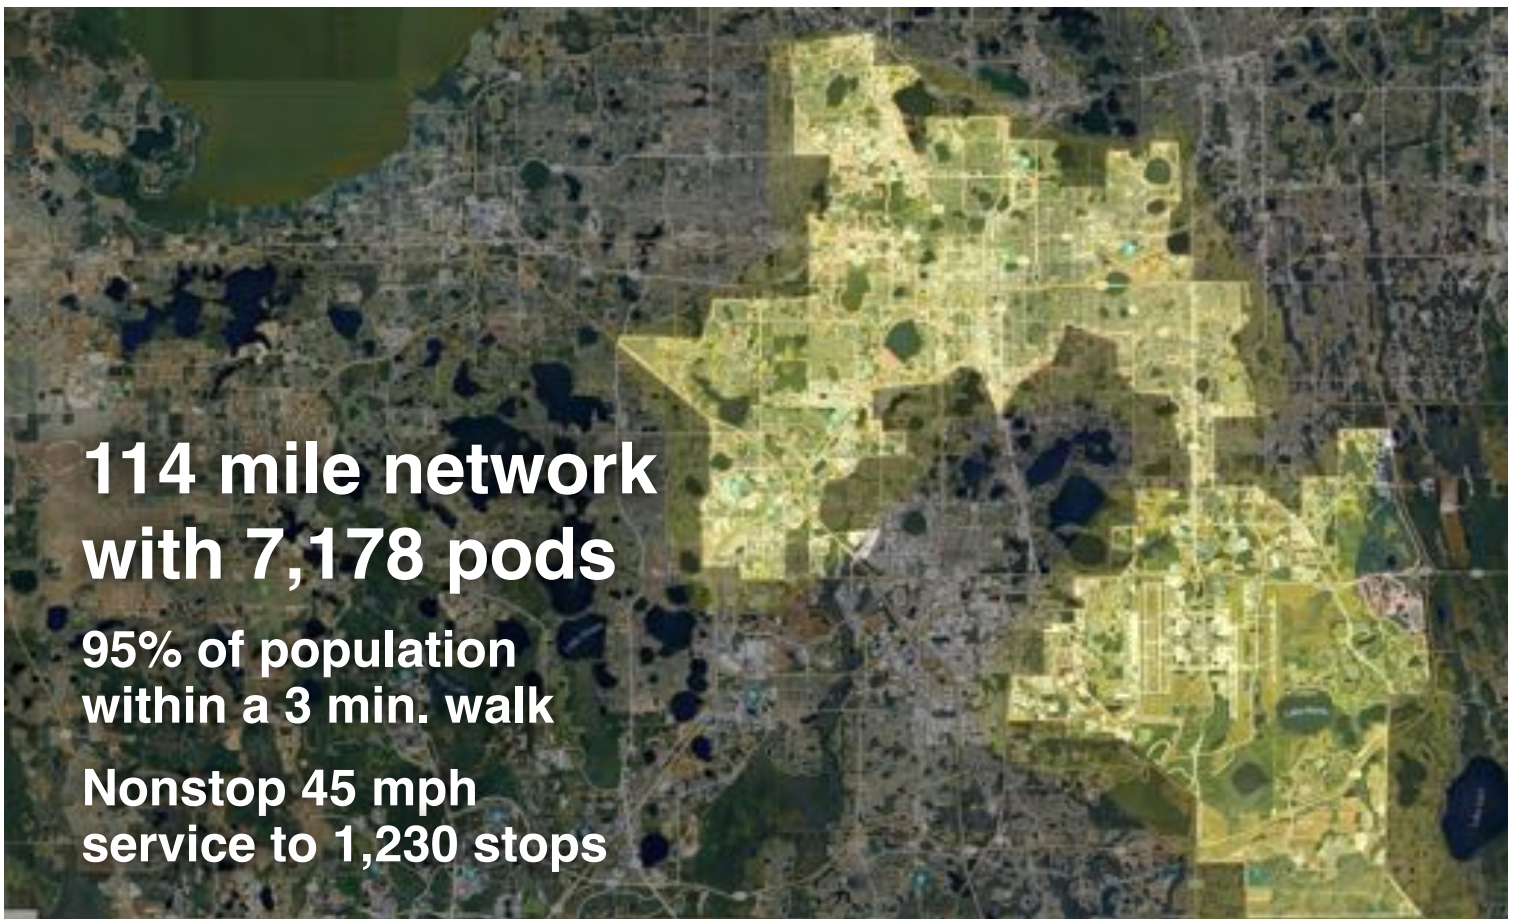 114 mile network
with 7,178 pods
95% of population
within a 3 min. walk
Nonstop 45 mph
service to 1,230 stops